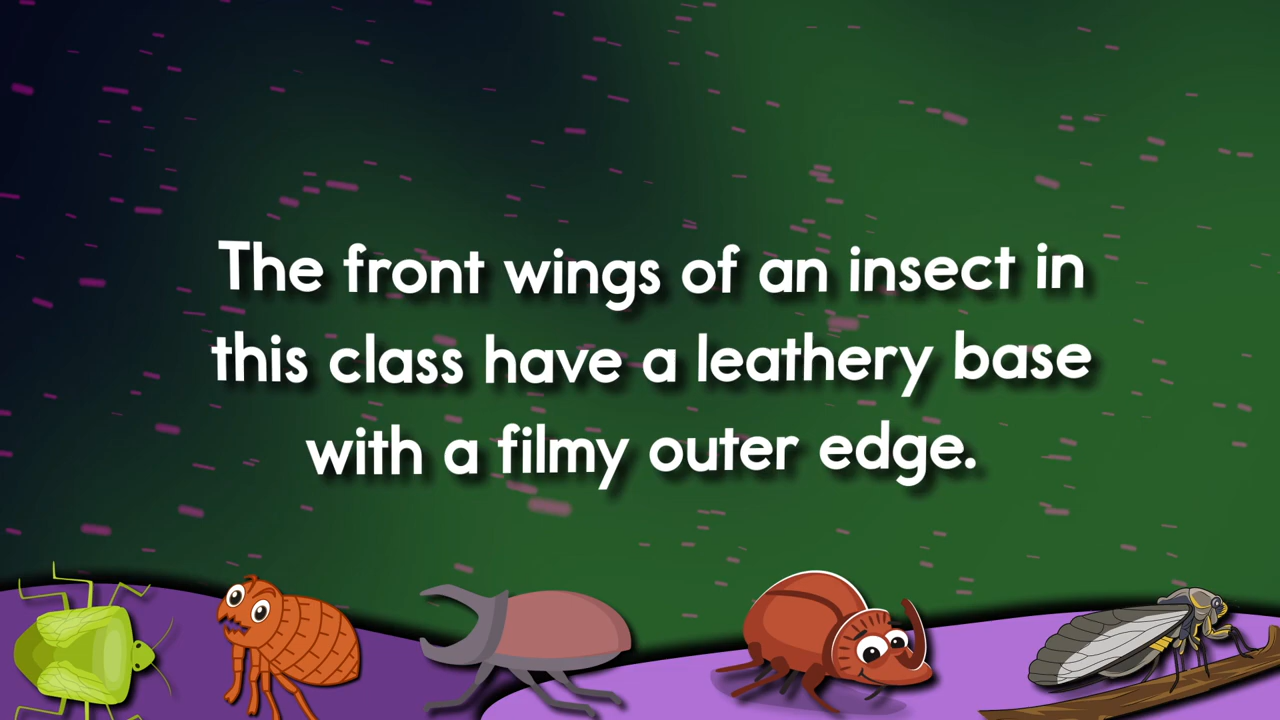 The front wings of an insect in
this class have a leathery base
with a filmy outer edge.